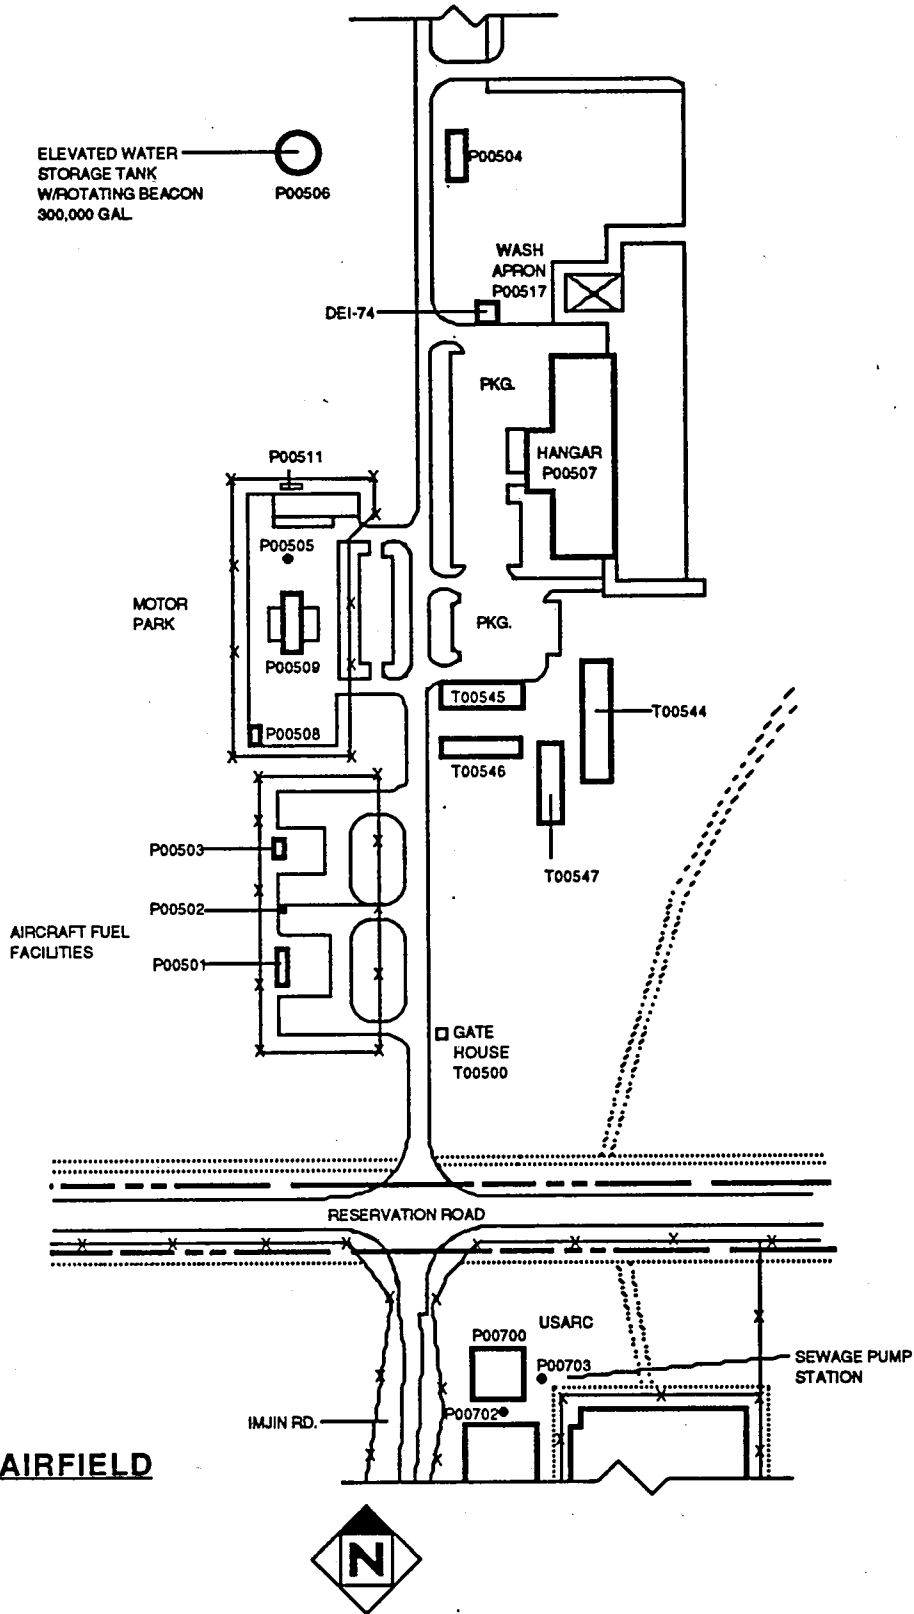 ELEVATED WATER
STORAGE TANK
W/ROTATING BEACON
300,000 GAL.
P00506
P00504
WASH
APRON
P00517
DEI-74
PKG.
HANGAR
P00507
P00511
P00505
MOTOR
PARK
P00509
PKG.
P00508
T00545
T00544
T00546
T00547
P00503
P00502
AIRCRAFT FUEL
FACILITIES
P00501
GATE
HOUSE
T00500
RESERVATION ROAD
USARC
P00700
P00703
SEWAGE PUMP
STATION
P00702
IMJIN RD.
AIRFIELD
N